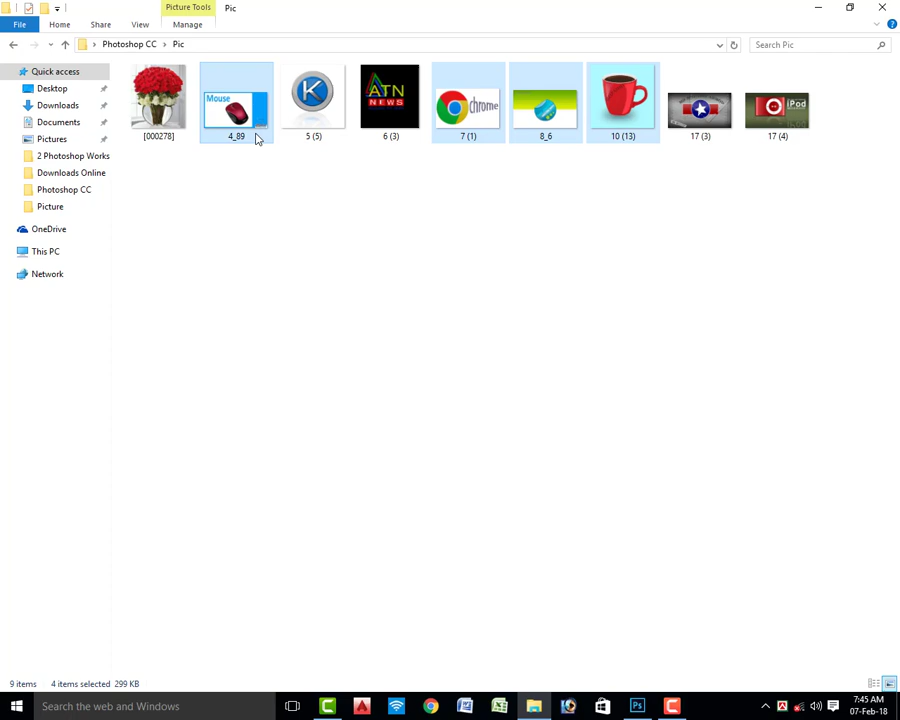 Picture Tools
Pic
File
Home
Share
View
Manage
Photoshop CC
Pic
Search Pic
Quick access
Desktop
Downloads
Documents
Pictures
2 Photoshop Works
Downloads Online
Photoshop CC
Picture
OneDrive
This PC
Network
Mouse
K
ATN
NEWS
chrome
iPod
[000278]
4_89
5 (5)
6 (3)
7 (1)
8_6
10 (13)
17 (3)
17 (4)
9 items
4 items selected 299 KB
Search the web and Windows
Ps
7:45 AM
07-Feb-18